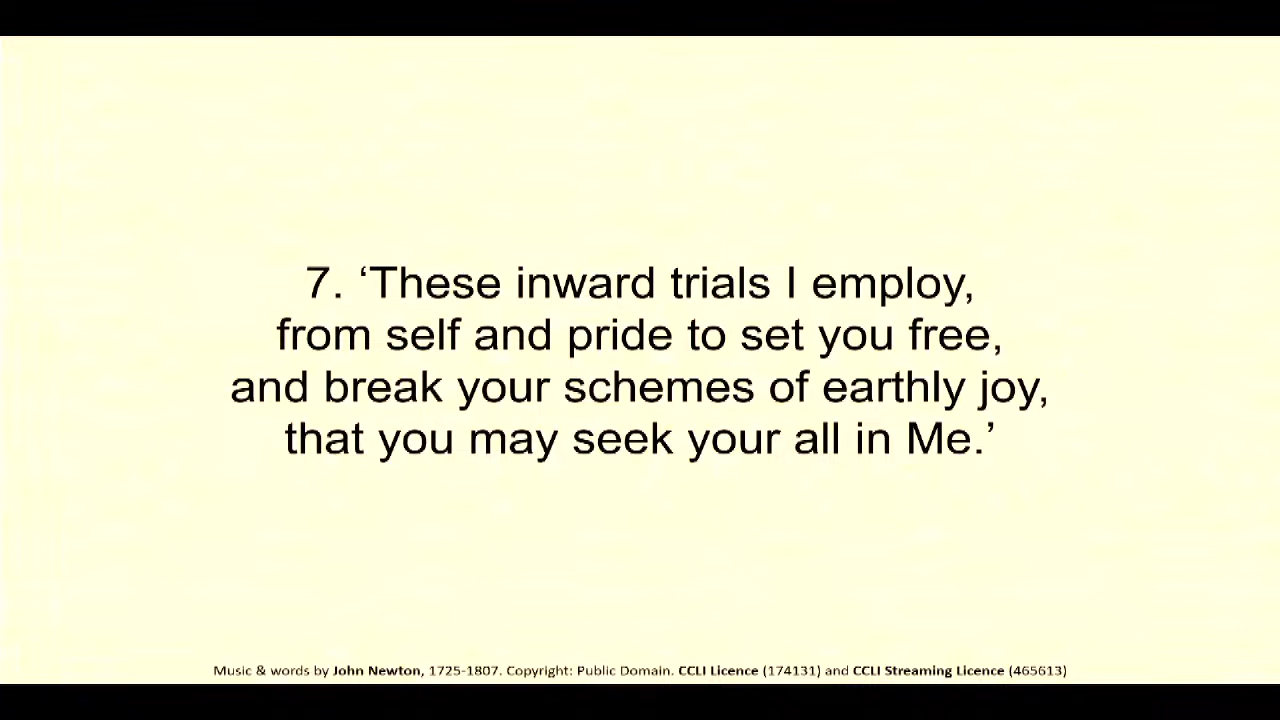 7. ‘These inward trials I employ,
from self and pride to set you free,
and break your schemes of earthly joy,
that you may seek your all in Me.’
Music & words by John Newton, 1725-1807. Copyright: Public Domain. CCLI Licence (174131) and CCLI Streaming Licence (465613)